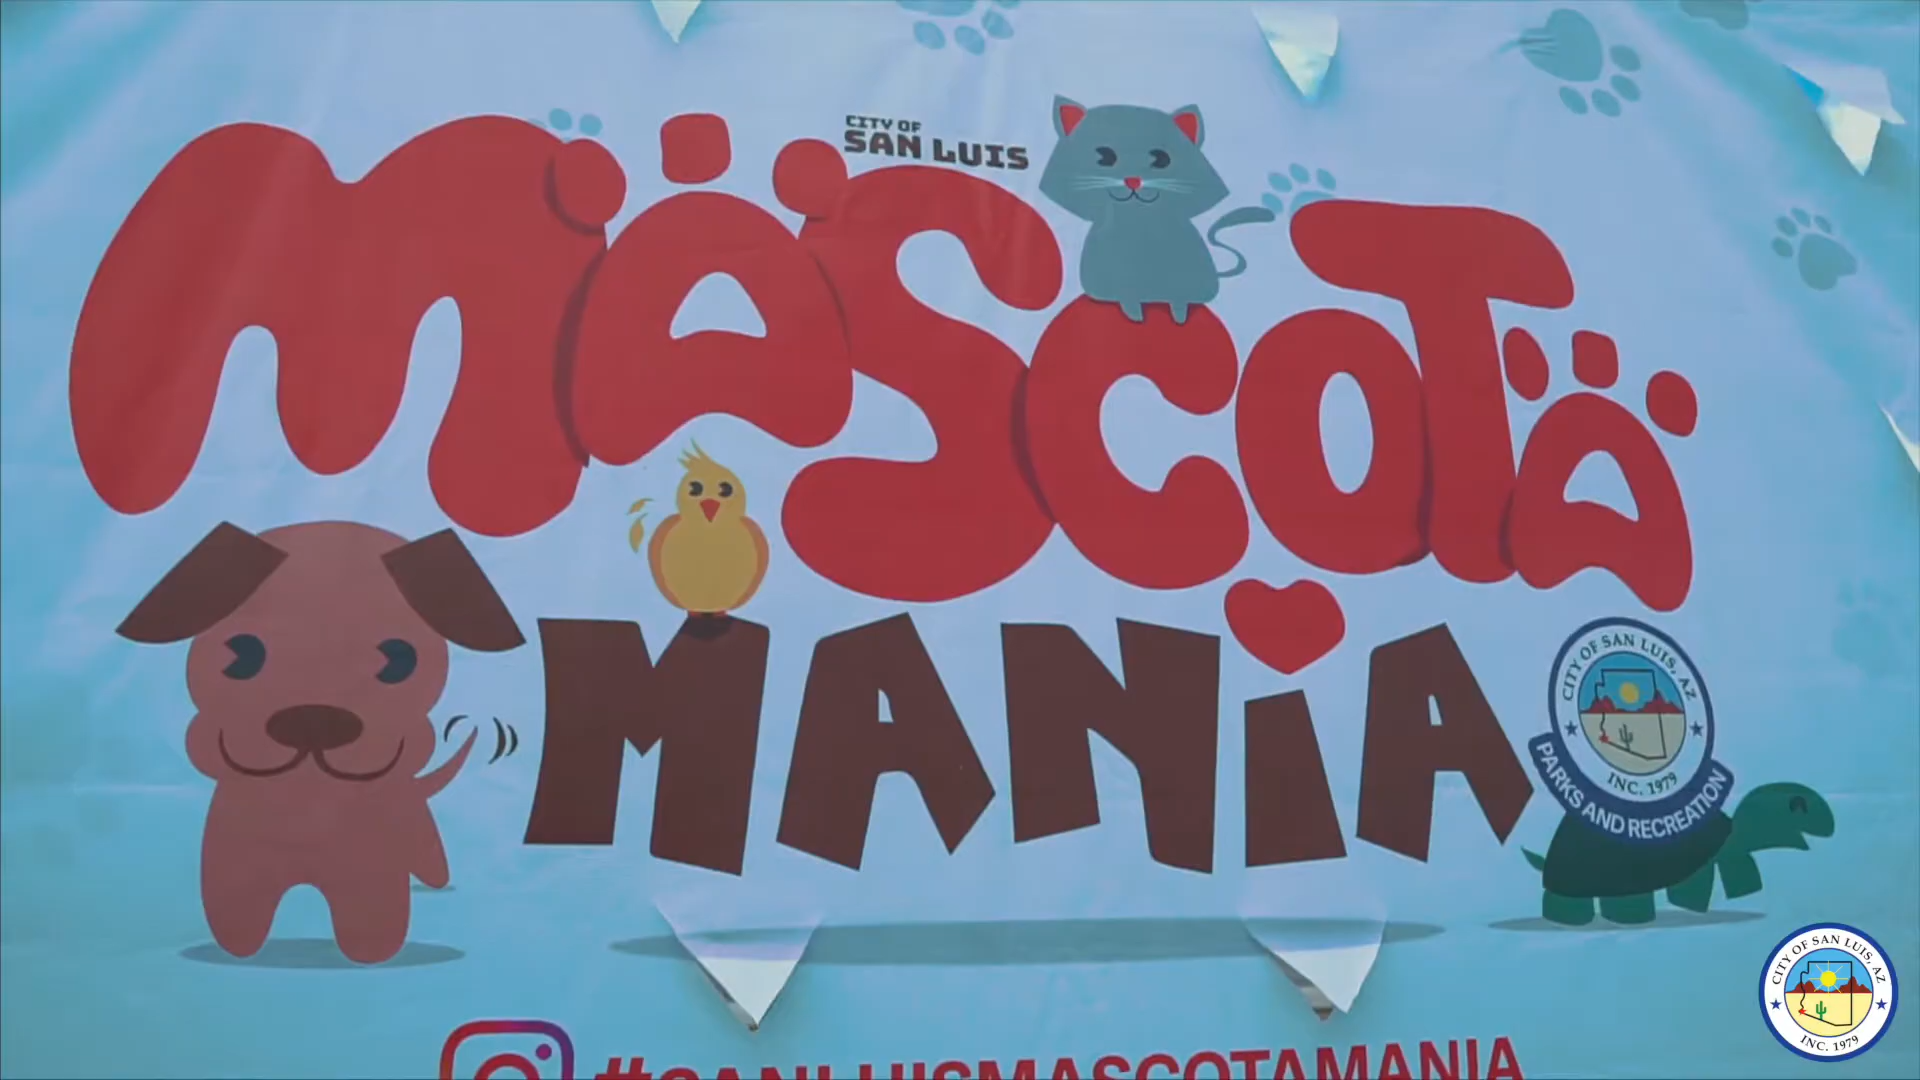 CITY OF
SAN LUIS
MASCOTA
MANiA
CITY OF SAN LUIS, AZ
INC. 1979
PARKS AND RECREATION
#SANLUISMASCOTAMANIA
CITY OF SAN LUIS, AZ
INC. 1979